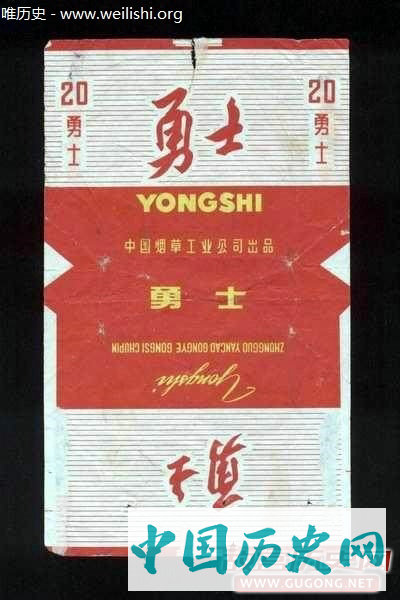 唯历史 - www.weilishi.org
20 勇士
勇士
20 勇士
YONGSHI
中国烟草工业公司出品
勇 士
ZHONGGUO YANCAO GONGYE GONGSI CHUPIN
Yongshi
勇士
中国历史网
WWW.GUGONG.NET